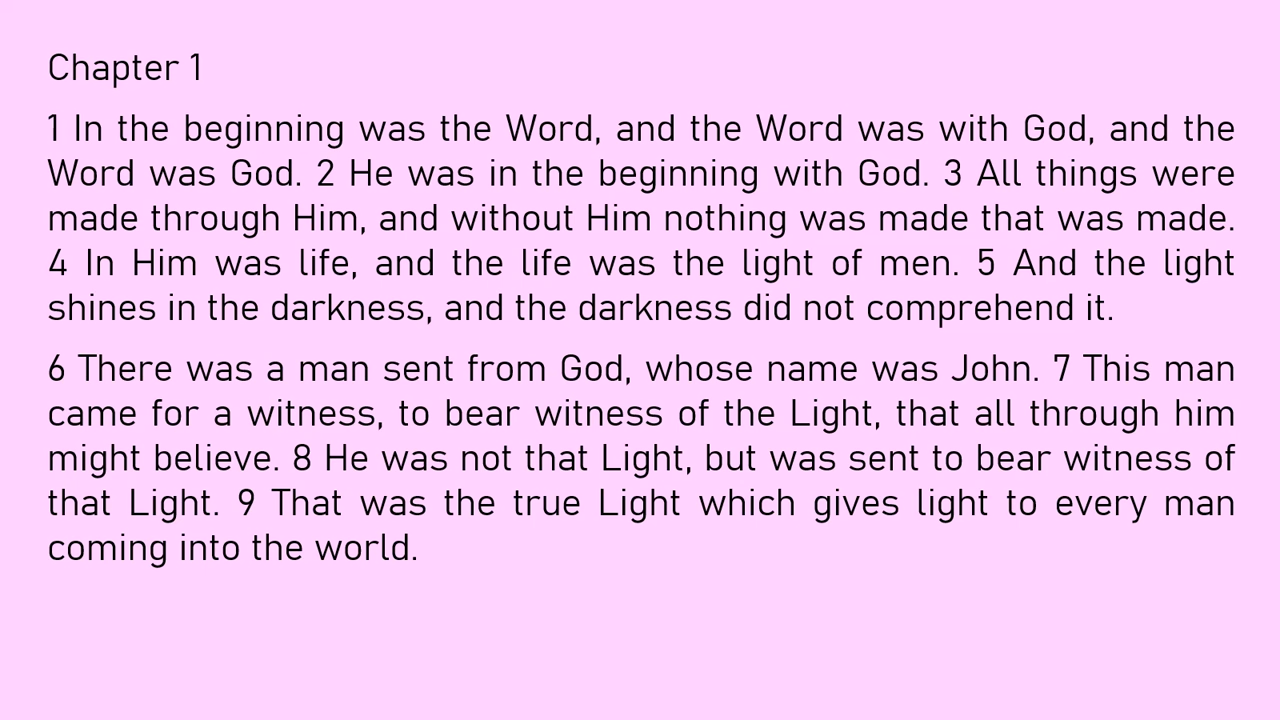 Chapter 1
1 In the beginning was the Word, and the Word was with God, and the
Word was God. 2 He was in the beginning with God. 3 All things were
made through Him, and without Him nothing was made that was made.
4 In Him was life, and the life was the light of men. 5 And the light
shines in the darkness, and the darkness did not comprehend it.
6 There was a man sent from God, whose name was John. 7 This man
came for a witness, to bear witness of the Light, that all through him
might believe. 8 He was not that Light, but was sent to bear witness of
that Light. 9 That was the true Light which gives light to every man
coming into the world.